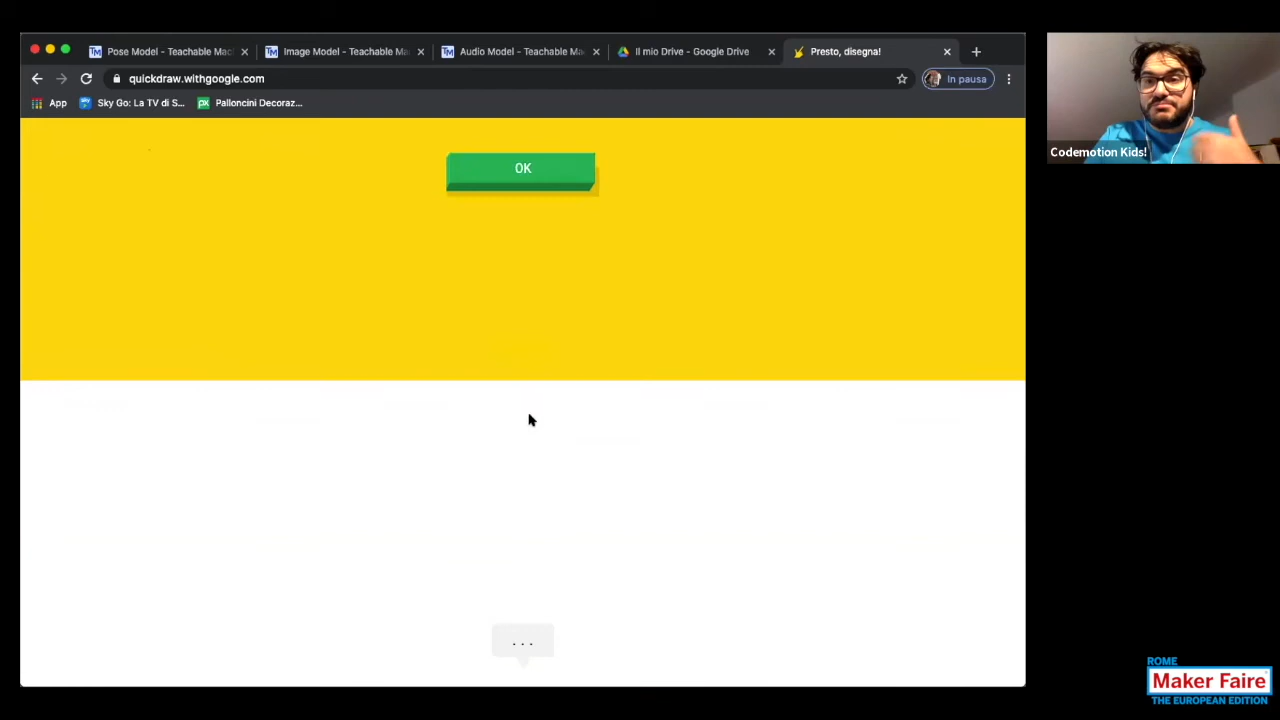 Pose Model - Teachable Mac
Image Model - Teachable Ma
Audio Model - Teachable Ma
Il mio Drive - Google Drive
Presto, disegna!
quickdraw.withgoogle.com
In pausa
App
Sky Go: La TV di S...
px
Palloncini Decoraz...
OK
...
Codemotion Kids!
ROME
Maker Faire
THE EUROPEAN EDITION